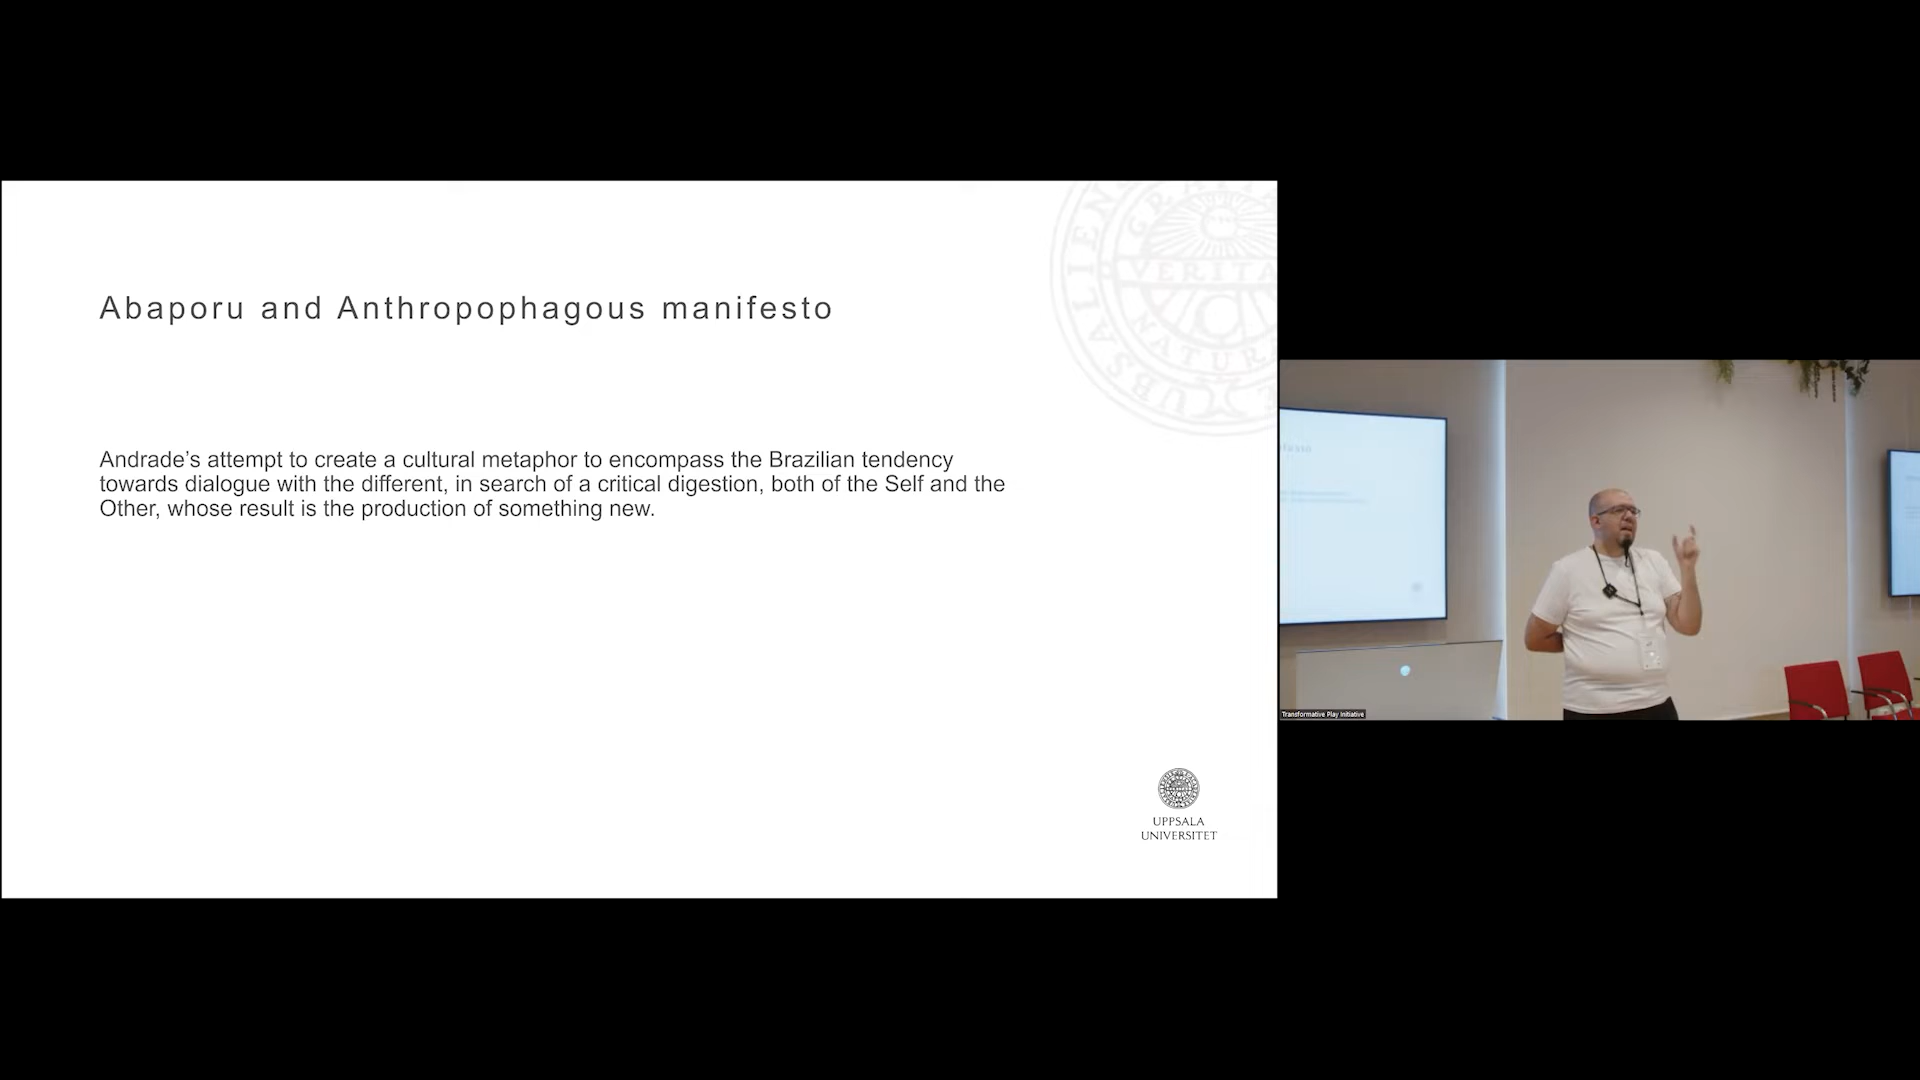 Abaporu and Anthropophagous manifesto
Andrade’s attempt to create a cultural metaphor to encompass the Brazilian tendency
towards dialogue with the different, in search of a critical digestion, both of the Self and the
Other, whose result is the production of something new.
VERITA
NATUR
UPPSALA
UNIVERSITET
Transformative Play Initiative